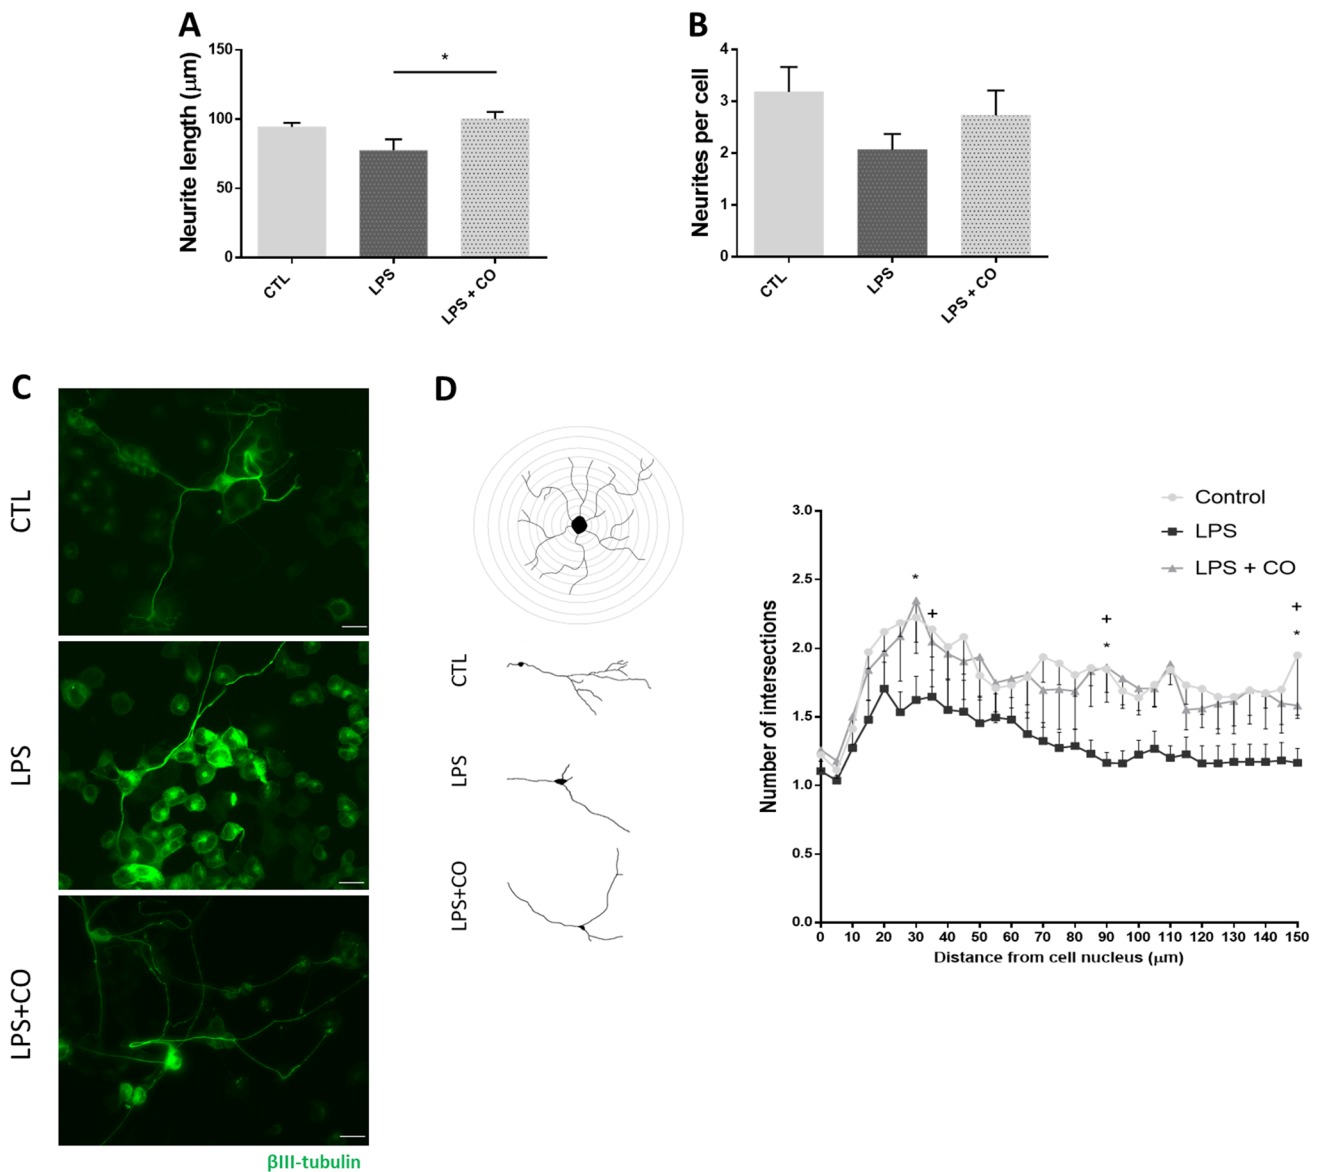 A
Neurite length (μm)
150
100
50
0
*
CTL
LPS
LPS + CO
B
Neurites per cell
4
3
2
1
0
CTL
LPS
LPS + CO
C
CTL
LPS
LPS+CO
βIII-tubulin
D
CTL
LPS
LPS+CO
Number of intersections
3.0
2.5
2.0
1.5
1.0
0.5
0.0
Control
LPS
LPS + CO
*
+
+
*
+
*
0 10 20 30 40 50 60 70 80 90 100 110 120 130 140 150
Distance from cell nucleus (μm)